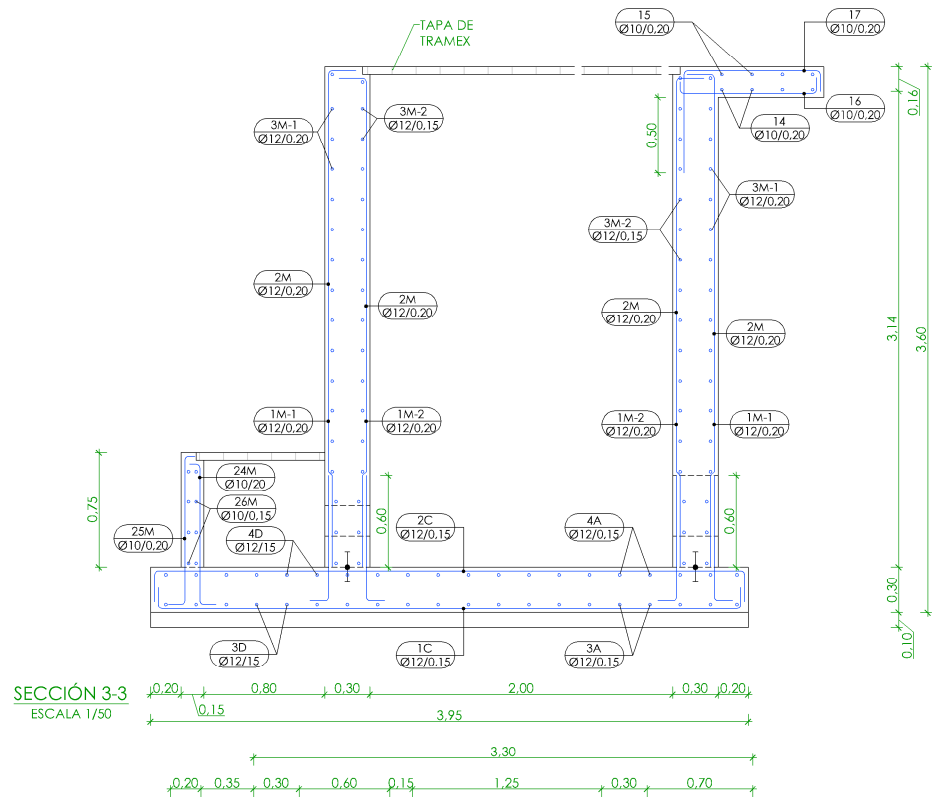 15
Ø10/0,20
17
Ø10/0,20
TAPA DE
TRAMEX
0,16
16
Ø10/0,20
3M-1
Ø12/0.20
3M-2
Ø12/0,15
14
Ø10/0,20
0,50
3M-1
Ø12/0,20
3M-2
Ø12/0,15
2M
Ø12/0,20
2M
Ø12/0.20
2M
Ø12/0,20
2M
Ø12/0,20
3,14
3,60
1M-1
Ø12/0,20
1M-2
Ø12/0,20
1M-2
Ø12/0,20
1M-1
Ø12/0,20
24M
Ø10/20
0,75
26M
Ø10/0,15
0,60
0,60
25M
Ø10/0,20
4D
Ø12/15
2C
Ø12/0,15
4A
Ø12/0,15
0,30
0,10
3D
Ø12/15
1C
Ø12/0.15
3A
Ø12/0.15
SECCIÓN 3-3
ESCALA 1/50
0,20 0,80 0,30 2,00 0,30 0,20
0,15
3,95
3,30
0,20 0,35 0,30 0,60 0,15 1,25 0,30 0,70